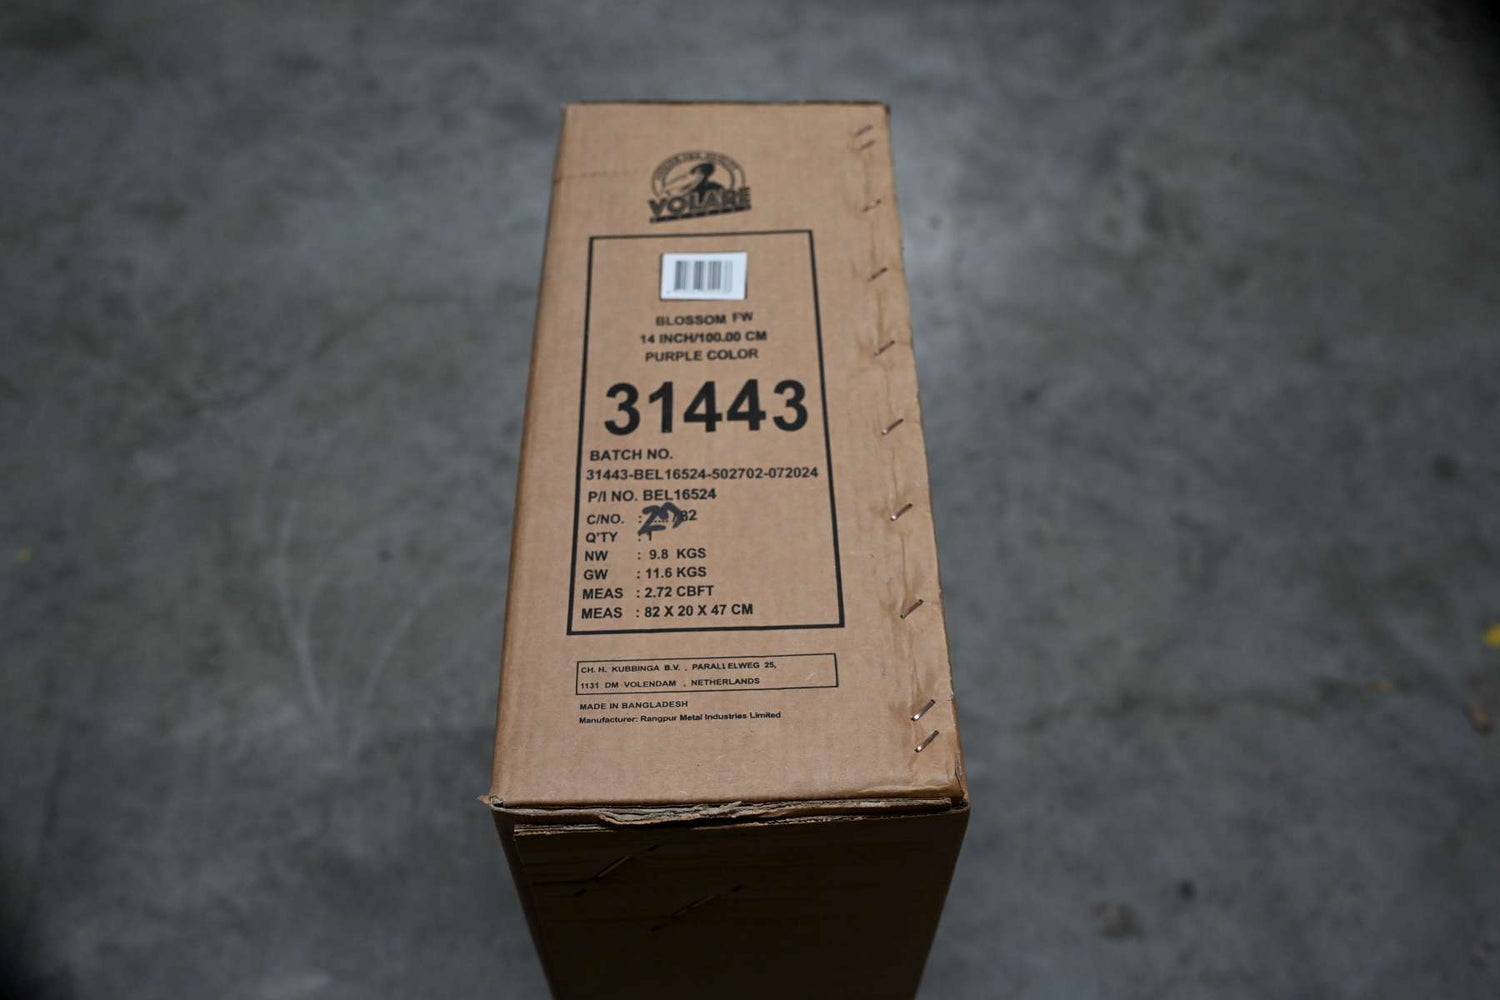 VOLARE
BLOSSOM FW
14 INCH/100.00 CM
PURPLE COLOR
31443
BATCH NO.
31443-BEL16524-502702-072024
P/I NO. BEL16524
C/NO. :
Q'TY : 1
NW : 9.8 KGS
GW : 11.6 KGS
MEAS : 2.72 CBFT
MEAS : 82 X 20 X 47 CM
CH. H. KUBBINGA B.V. , PARALLELWEG 25,
1131 DM VOLENDAM , NETHERLANDS
MADE IN BANGLADESH
Manufacturer: Rangpur Metal Industries Limited